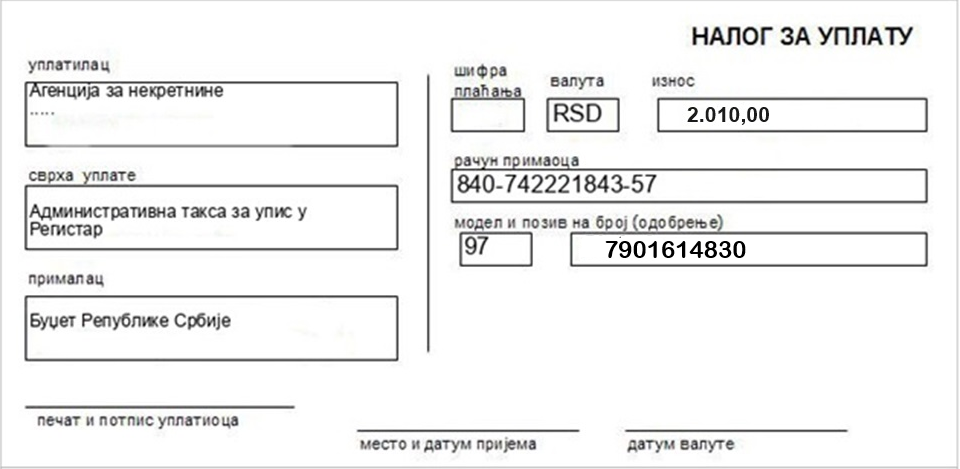 НАЛОГ ЗА УПЛАТУ
уплатилац
Агенција за некретнине
.....
сврха уплате
Административна такса за упис у
Регистар
прималац
Буџет Републике Србије
печат и потпис уплатиоца
шифра
плаћања
валута
RSD
износ
2.010,00
рачун примаоца
840-742221843-57
модел и позив на број (одобрење)
97
7901614830
место и датум пријема
датум валуте